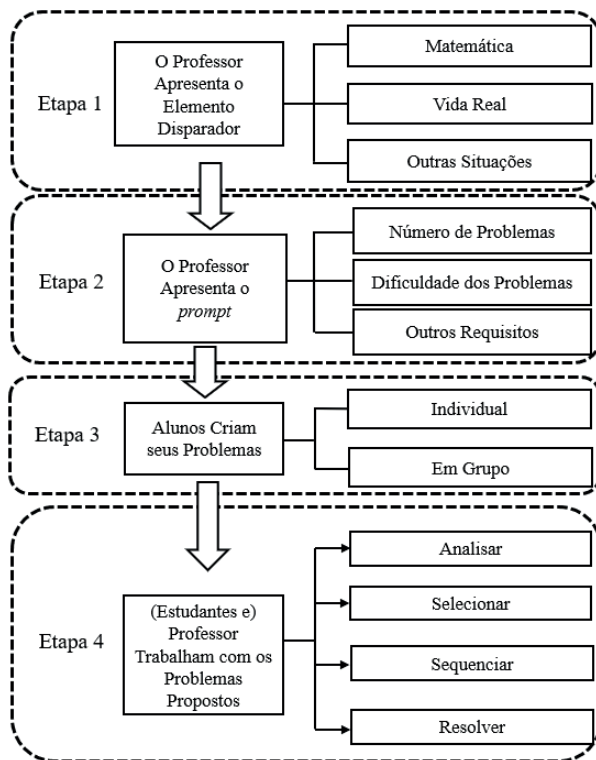 Etapa 1
O Professor
Apresenta o
Elemento
Disparador
Matemática
Vida Real
Outras Situações
Etapa 2
O Professor
Apresenta o
prompt
Número de Problemas
Dificuldade dos Problemas
Outros Requisitos
Etapa 3
Alunos Criam
seus Problemas
Individual
Em Grupo
Etapa 4
(Estudantes e)
Professor
Trabalham com os
Problemas
Propostos
Analisar
Selecionar
Sequenciar
Resolver